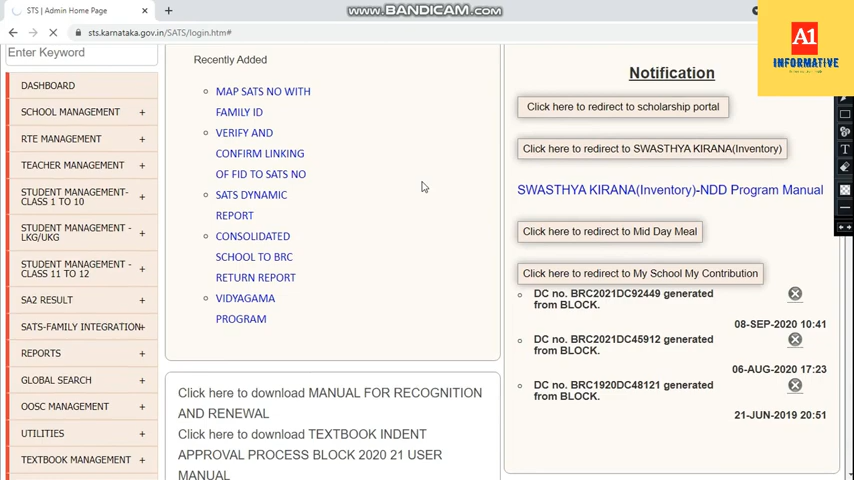 STS | Admin Home Page
WWW.BANDICAM.COM
sts.karnataka.gov.in/SATS/login.htm#
A1
INFORMATIVE
Enter Keyword
DASHBOARD
SCHOOL MANAGEMENT +
RTE MANAGEMENT +
TEACHER MANAGEMENT +
STUDENT MANAGEMENT-
CLASS 1 TO 10 +
STUDENT MANAGEMENT -
LKG/UKG +
STUDENT MANAGEMENT -
CLASS 11 TO 12 +
SA2 RESULT +
SATS-FAMILY INTEGRATION+
REPORTS +
GLOBAL SEARCH +
OOSC MANAGEMENT +
UTILITIES +
TEXTBOOK MANAGEMENT +
Recently Added
MAP SATS NO WITH
FAMILY ID
VERIFY AND
CONFIRM LINKING
OF FID TO SATS NO
SATS DYNAMIC
REPORT
CONSOLIDATED
SCHOOL TO BRC
RETURN REPORT
VIDYAGAMA
PROGRAM
Click here to download MANUAL FOR RECOGNITION
AND RENEWAL
Click here to download TEXTBOOK INDENT
APPROVAL PROCESS BLOCK 2020 21 USER
MANUAL
Notification
Click here to redirect to scholarship portal
Click here to redirect to SWASTHYA KIRANA(Inventory)
SWASTHYA KIRANA(Inventory)-NDD Program Manual
Click here to redirect to Mid Day Meal
Click here to redirect to My School My Contribution
DC no. BRC2021DC92449 generated
from BLOCK.
08-SEP-2020 10:41
DC no. BRC2021DC45912 generated
from BLOCK.
06-AUG-2020 17:23
DC no. BRC1920DC48121 generated
from BLOCK.
21-JUN-2019 20:51